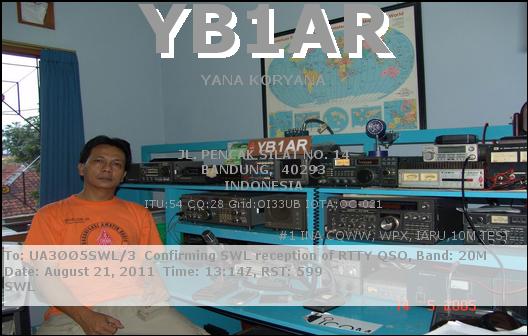 YB1AR
YANA KORYANA
YB1AR
JL. PENCAK SILAT NO. 14
BANDUNG, 40293
INDONESIA
ITU:54 CQ:28 Grid:OI33UB IOTA:OC-021
#1 INA COWW, WPX, IARU,10M TEST
To: UA3005SWL/3 Confirming SWL reception of RTTY QSO, Band: 20M
Date: August 21, 2011 Time: 13:14Z, RST: 599
SWL
14 5 2005
ICOM